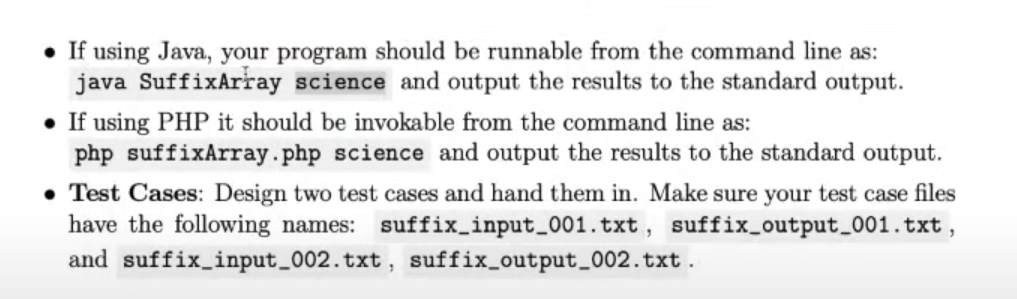 • If using Java, your program should be runnable from the command line as:
java SuffixArray science and output the results to the standard output.
• If using PHP it should be invokable from the command line as:
php suffixArray.php science and output the results to the standard output.
• Test Cases: Design two test cases and hand them in. Make sure your test case files
have the following names: suffix_input_001.txt , suffix_output_001.txt ,
and suffix_input_002.txt , suffix_output_002.txt .